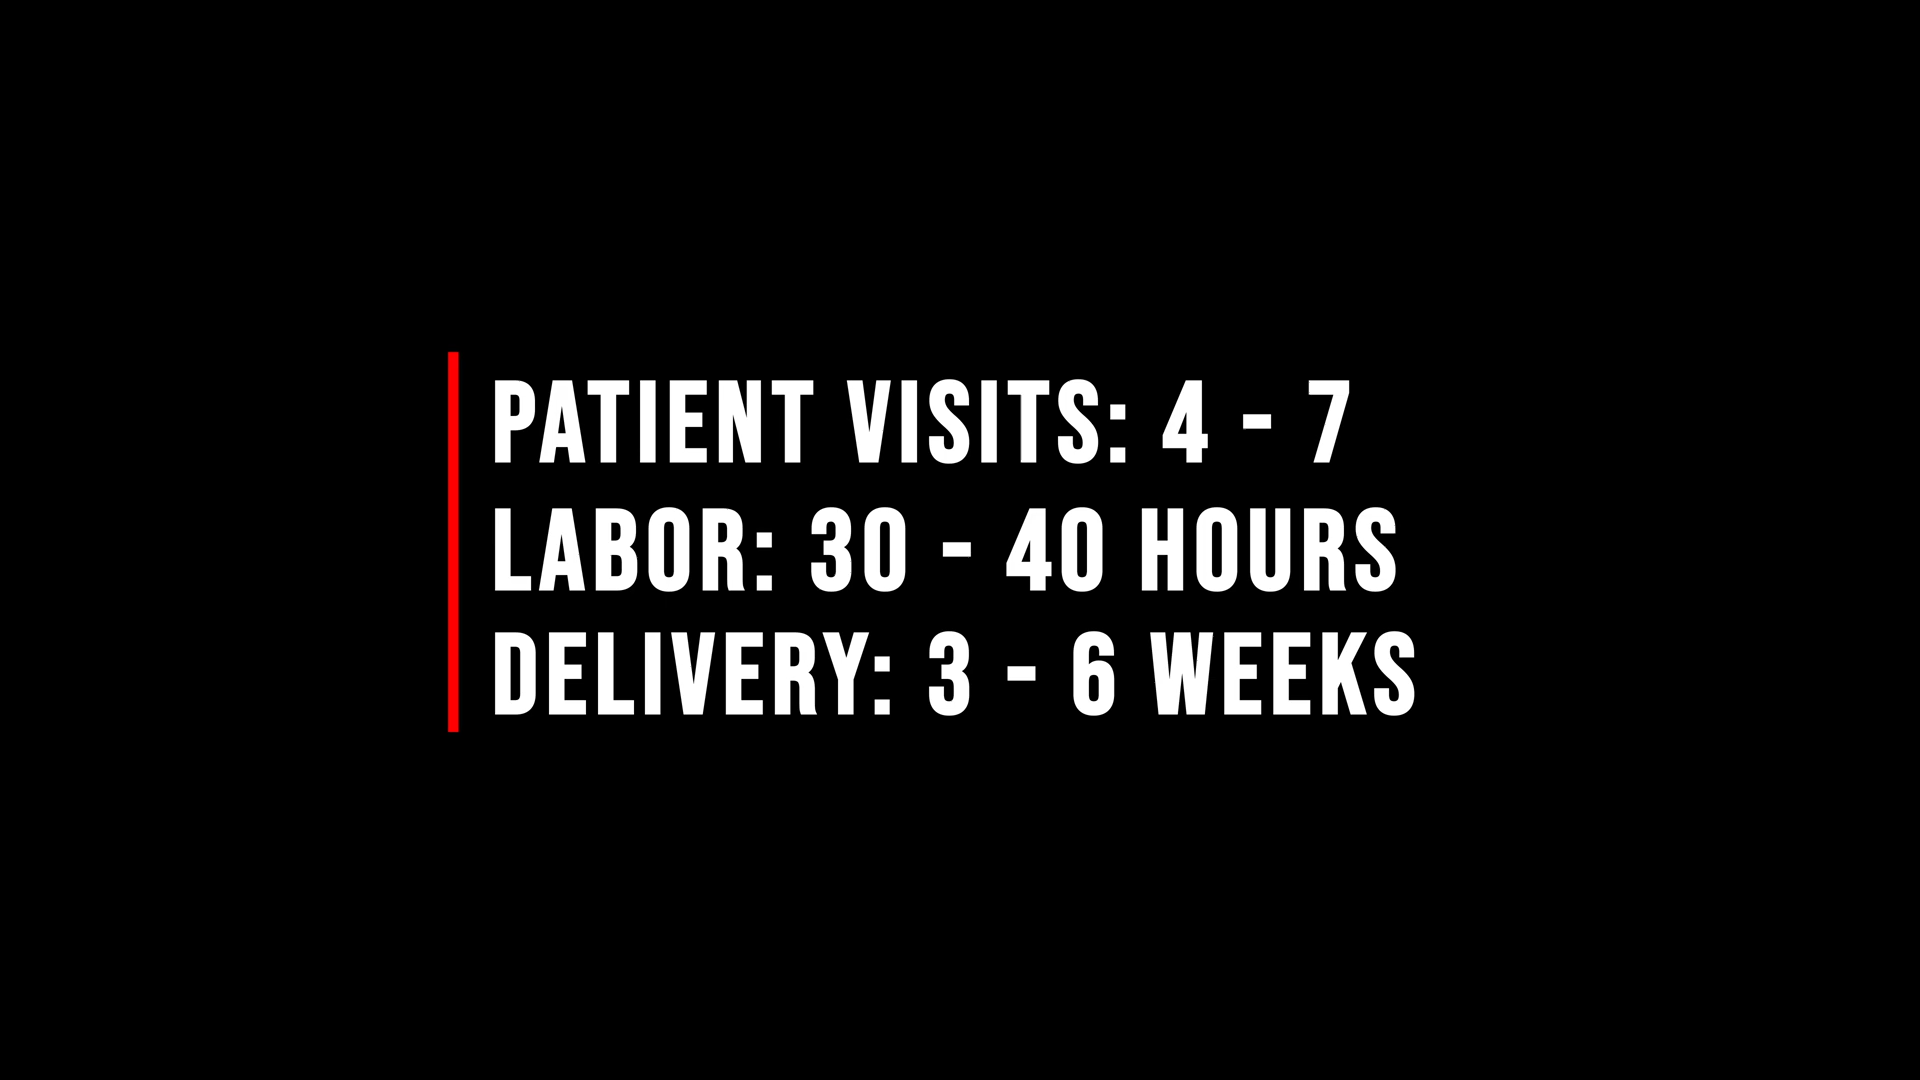 PATIENT VISITS: 4 - 7
LABOR: 30 - 40 HOURS
DELIVERY: 3 - 6 WEEKS